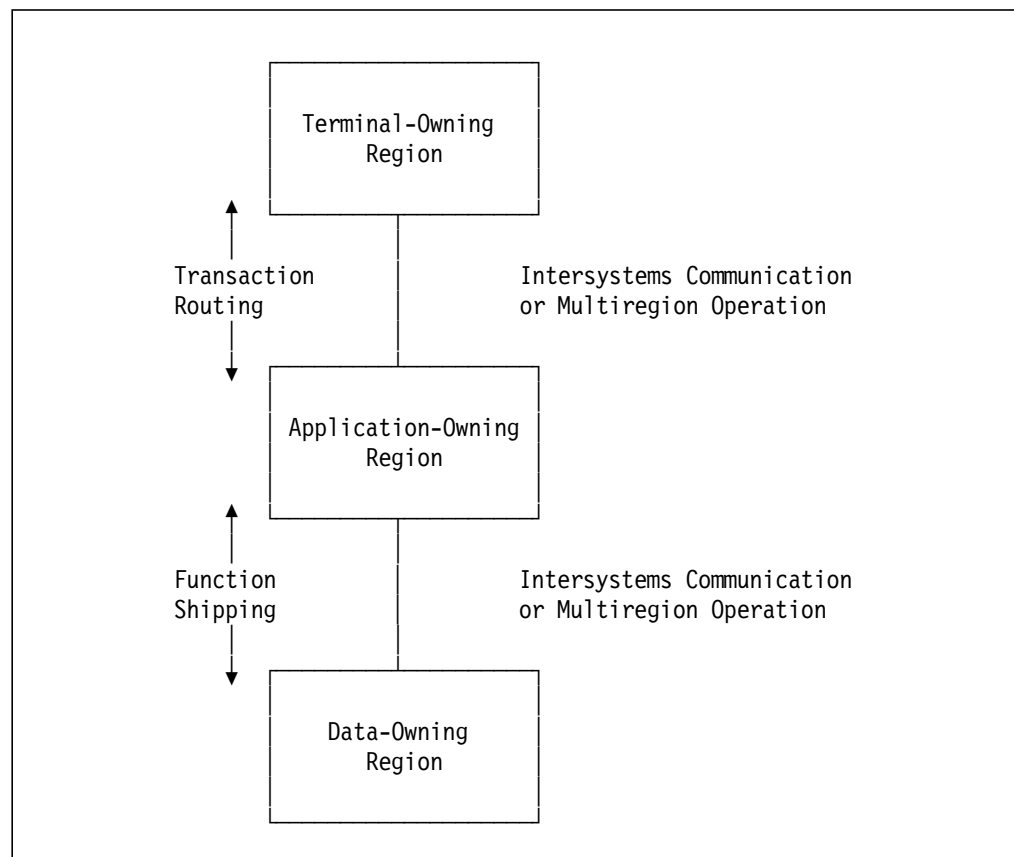 Terminal-Owning
Region
Transaction
Routing
Intersystems Communication
or Multiregion Operation
Application-Owning
Region
Function
Shipping
Intersystems Communication
or Multiregion Operation
Data-Owning
Region